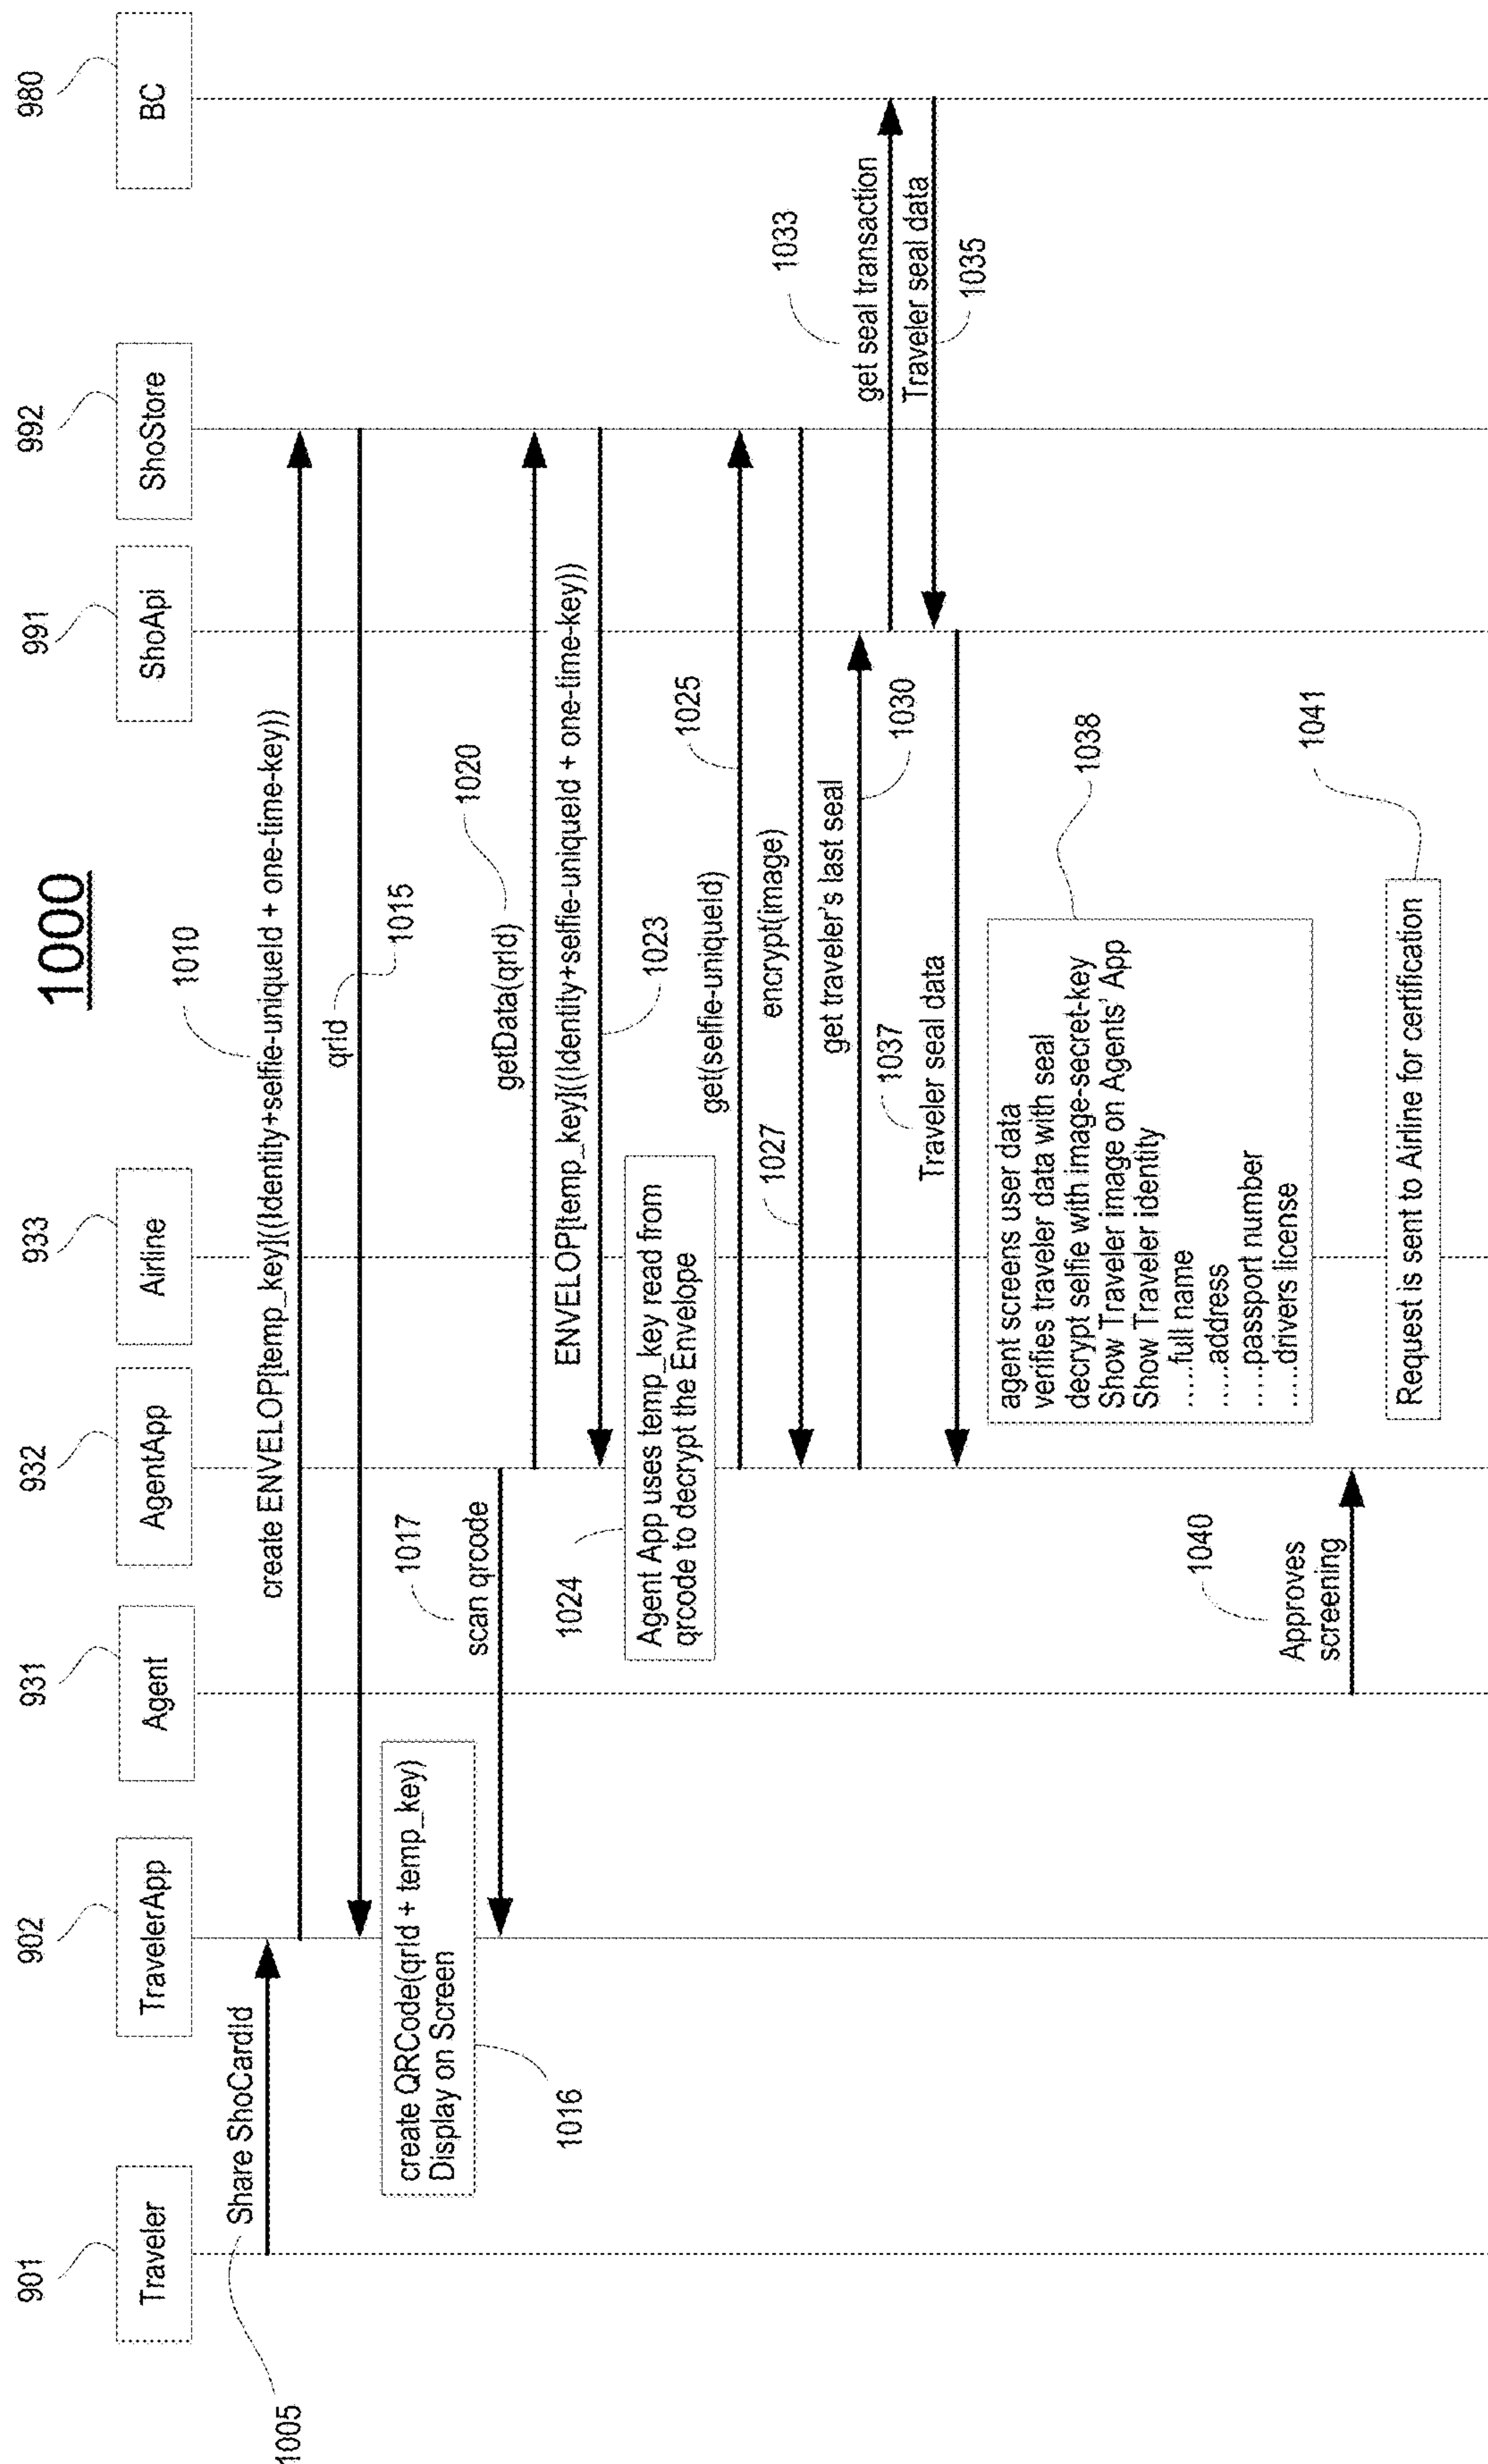 1000
901
902
931
932
933
991
992
980
Traveler
TravelerApp
Agent
AgentApp
Airline
ShoApi
ShoStore
BC
1005
Share ShoCardId
1010
create ENVELOP[temp_key]((Identity+selfie-uniqueId + one-time-key))
qrId
1015
create QRCode(qrId + temp_key)
Display on Screen
1016
1017
scan qrcode
1020
getData(qrId)
ENVELOP[temp_key]((Identity+selfie-uniqueId + one-time-key))
1023
1024
Agent App uses temp_key read from
qrcode to decrypt the Envelope
get(selfie-uniqueId)
1025
1027
encrypt(image)
get traveler's last seal
1030
1033
get seal transaction
Traveler seal data
1035
1037
Traveler seal data
agent screens user data
verifies traveler data with seal
decrypt selfie with image-secret-key
Show Traveler image on Agents' App
Show Traveler identity
.....full name
.....address
.....passport number
.....drivers license
1038
1040
Approves
screening
1041
Request is sent to Airline for certification